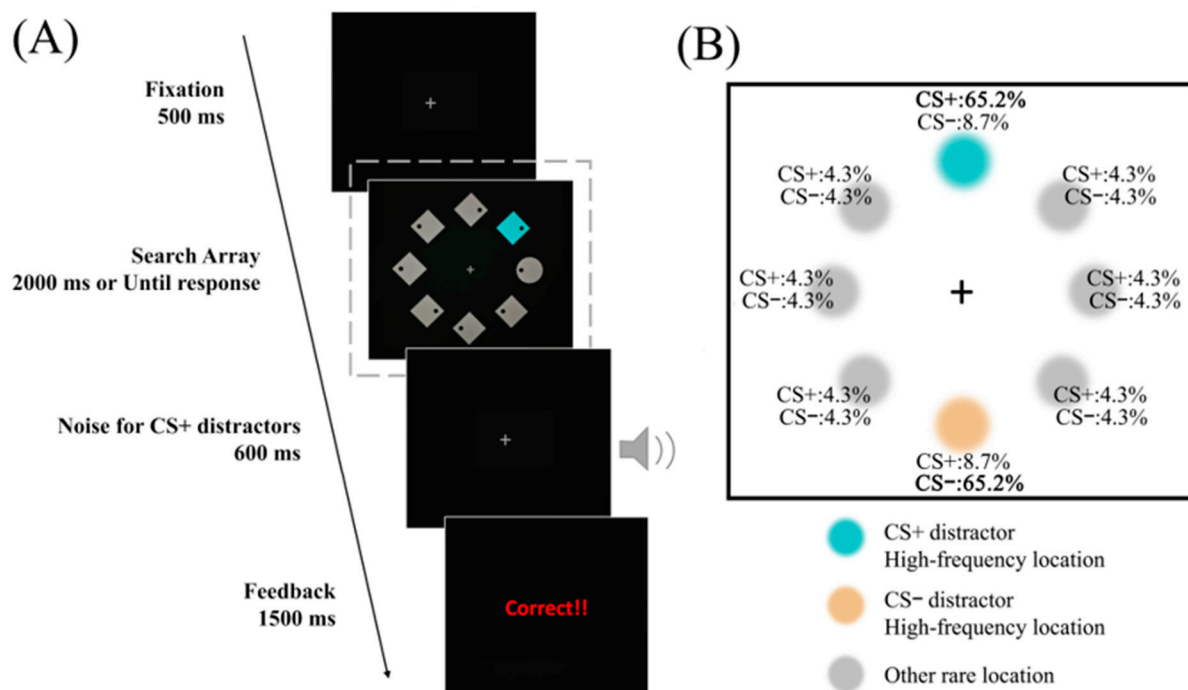 (A)
Fixation
500 ms
Search Array
2000 ms or Until response
Noise for CS+ distractors
600 ms
Feedback
1500 ms
Correct!!
(B)
CS+:65.2%
CS−:8.7%
CS+:4.3%
CS−:4.3%
CS+:4.3%
CS−:4.3%
CS+:4.3%
CS−:4.3%
CS+:4.3%
CS−:4.3%
CS+:4.3%
CS−:4.3%
CS+:4.3%
CS−:4.3%
CS+:8.7%
CS−:65.2%
CS+ distractor
High-frequency location
CS− distractor
High-frequency location
Other rare location